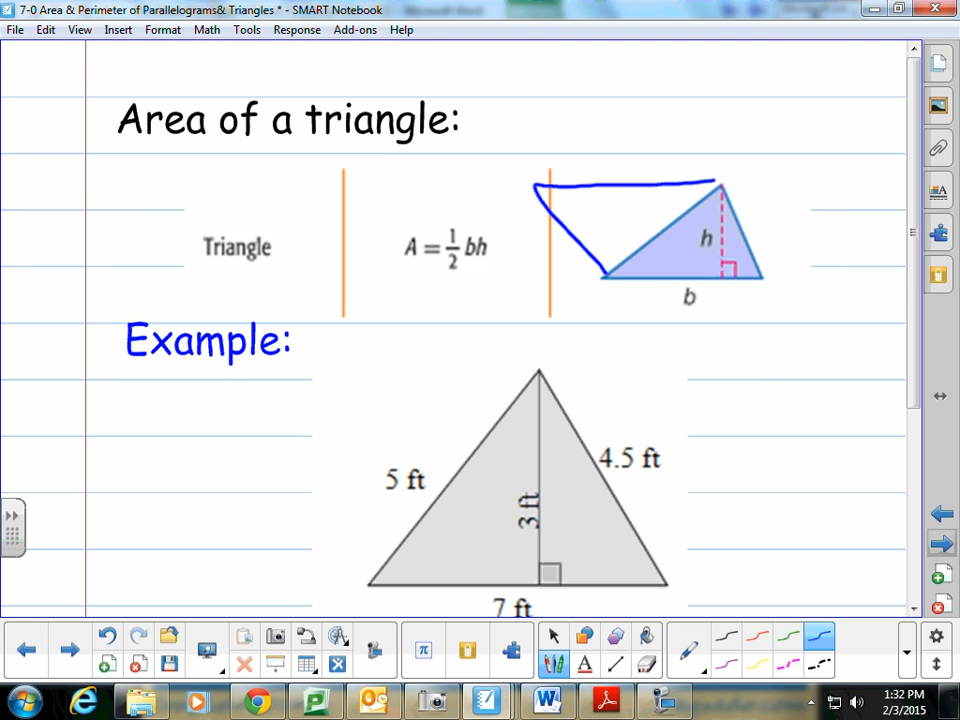 7-0 Area & Perimeter of Parallelograms& Triangles * - SMART Notebook
File Edit View Insert Format Math Tools Response Add-ons Help
Area of a triangle:
Triangle
A = 1/2 bh
h
b
Example:
5 ft
4.5 ft
3 ft
7 ft
1:32 PM
2/3/2015